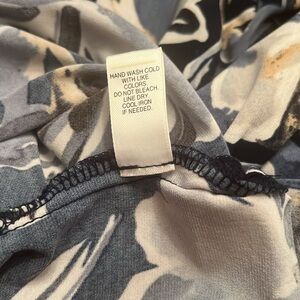 HAND WASH COLD
WITH LIKE
COLORS.
DO NOT BLEACH.
LINE DRY.
COOL IRON
IF NEEDED.